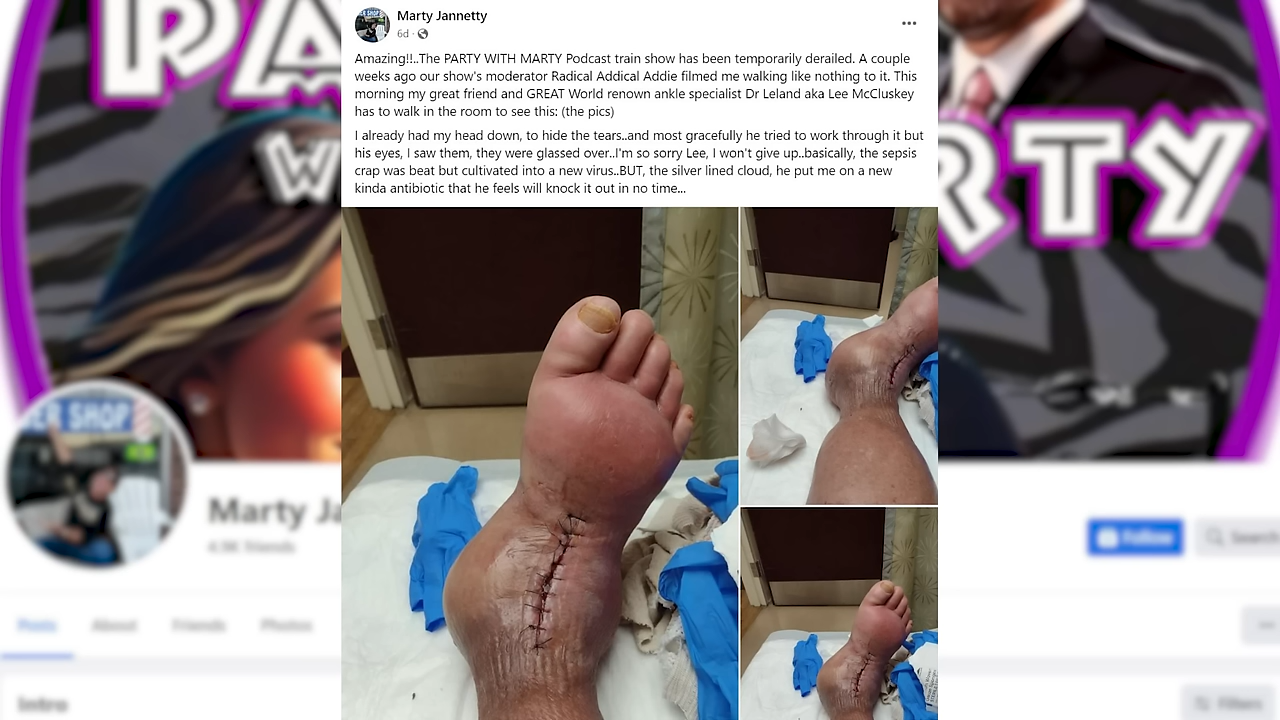 Marty Jannetty
6d
Amazing!!..The PARTY WITH MARTY Podcast train show has been temporarily derailed. A couple
weeks ago our show's moderator Radical Addical Addie filmed me walking like nothing to it. This
morning my great friend and GREAT World renown ankle specialist Dr Leland aka Lee McCluskey
has to walk in the room to see this: (the pics)
I already had my head down, to hide the tears..and most gracefully he tried to work through it but
his eyes, I saw them, they were glassed over..I'm so sorry Lee, I won't give up..basically, the sepsis
crap was beat but cultivated into a new virus..BUT, the silver lined cloud, he put me on a new
kinda antibiotic that he feels will knock it out in no time...
PA
W
RTY
ER SHOP
Marty Ja
4.9K friends
Follow
Search
Posts
About
Friends
Photos
Intro
Filters